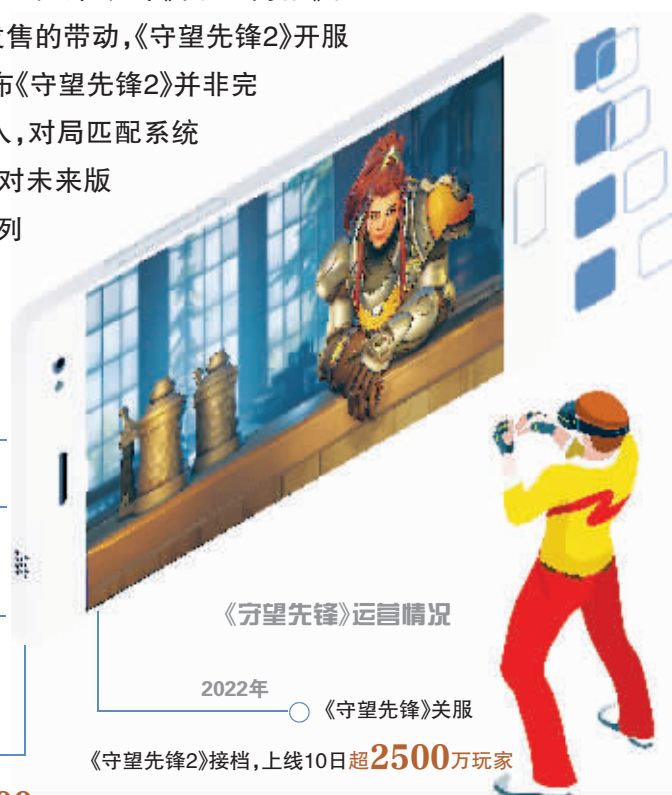 售的带动,《守望先锋2》开服
《守望先锋2》并非完
,对局匹配系统
对未来版
列
《守望先锋》运营情况
2022年
《守望先锋》关服
《守望先锋2》接档,上线10日超2500万玩家